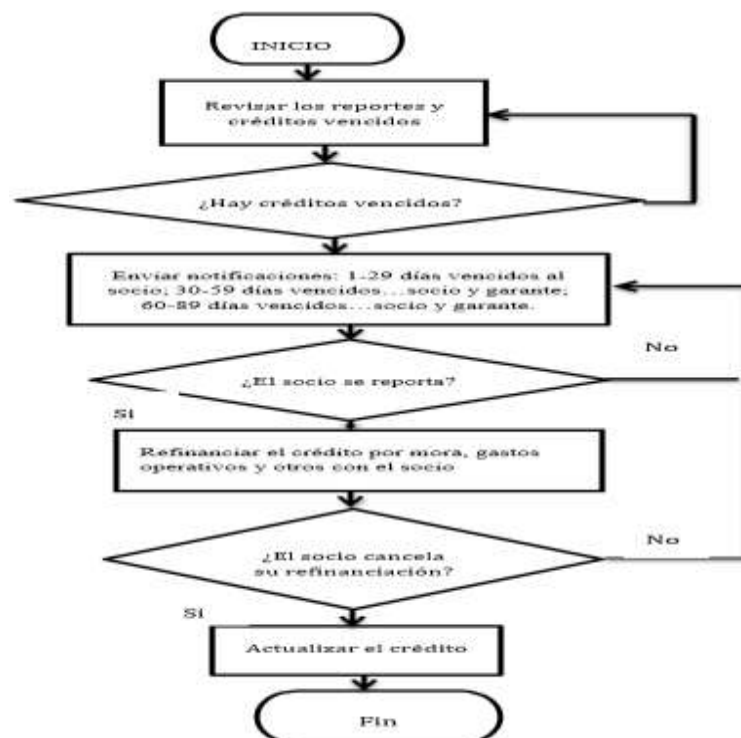 INICIO
Revisar los reportes y
créditos vencidos
¿Hay créditos vencidos?
Enviar notificaciones: 1-29 días vencidos al
socio; 30-59 días vencidos...socio y garante;
60-89 días vencidos...socio y garante.
No
¿El socio se reporta?
Si
Refinanciar el crédito por mora, gastos
operativos y otros con el socio
No
¿El socio cancela
su refinanciación?
Si
Actualizar el crédito
Fin